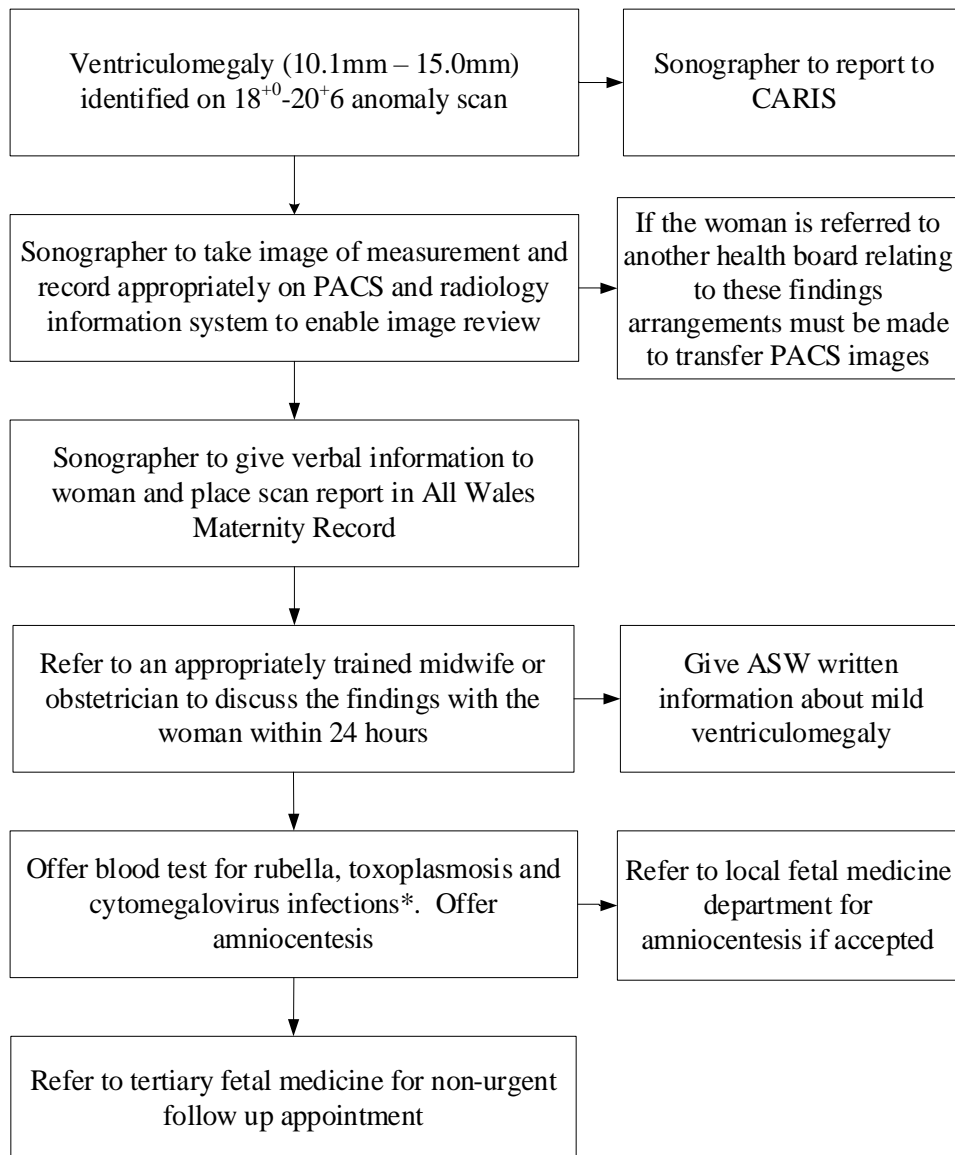 Ventriculomegaly (10.1mm – 15.0mm)
identified on 18⁺⁰-20⁺6 anomaly scan
Sonographer to report to
CARIS
Sonographer to take image of measurement and
record appropriately on PACS and radiology
information system to enable image review
If the woman is referred to
another health board relating
to these findings
arrangements must be made
to transfer PACS images
Sonographer to give verbal information to
woman and place scan report in All Wales
Maternity Record
Refer to an appropriately trained midwife or
obstetrician to discuss the findings with the
woman within 24 hours
Give ASW written
information about mild
ventriculomegaly
Offer blood test for rubella, toxoplasmosis and
cytomegalovirus infections*.  Offer
amniocentesis
Refer to local fetal medicine
department for
amniocentesis if accepted
Refer to tertiary fetal medicine for non-urgent
follow up appointment